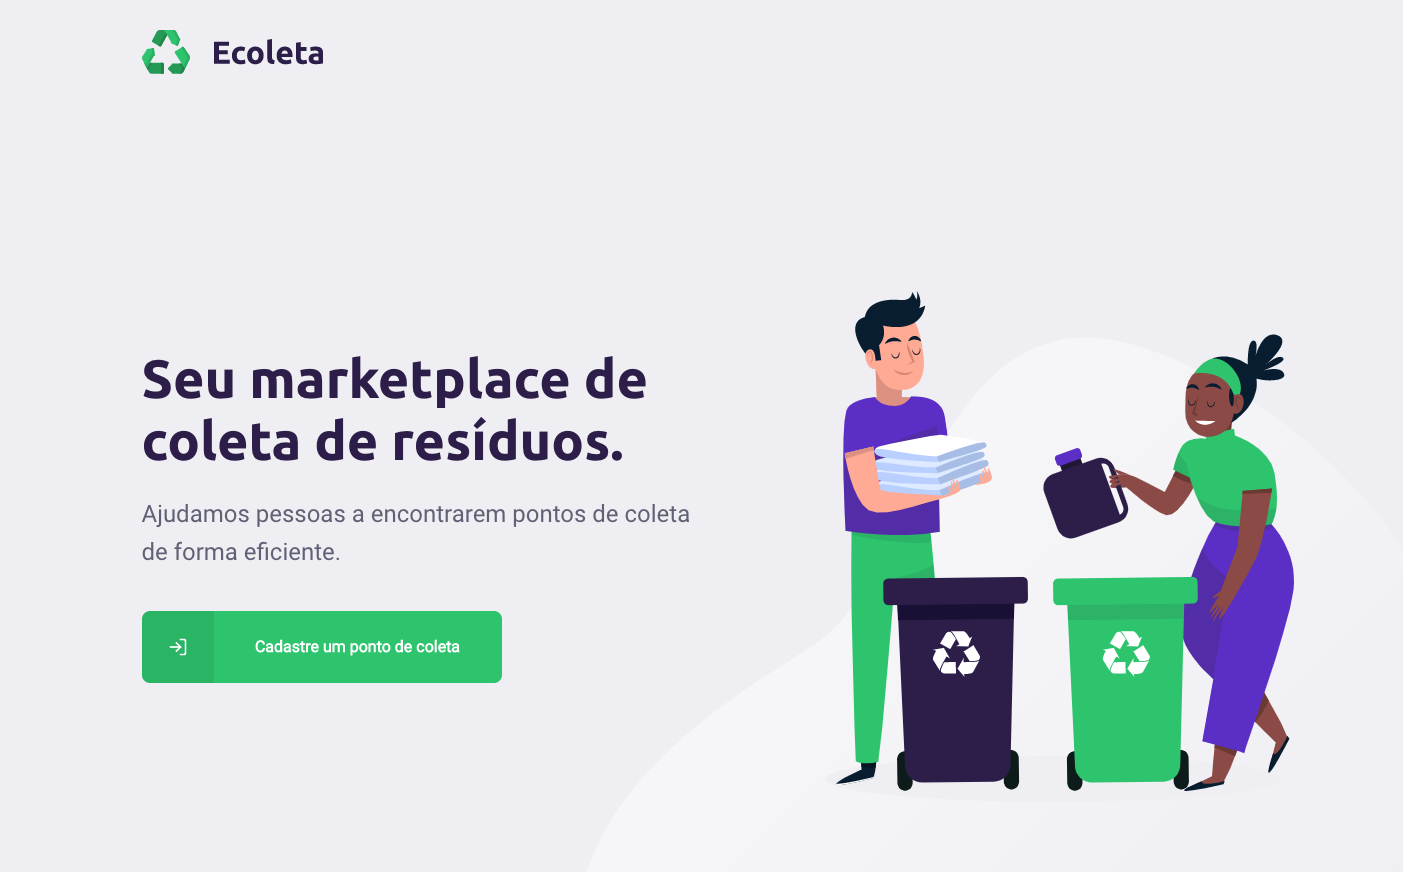 Ecoleta
Seu marketplace de
coleta de resíduos.
Ajudamos pessoas a encontrarem pontos de coleta
de forma eficiente.
Cadastre um ponto de coleta